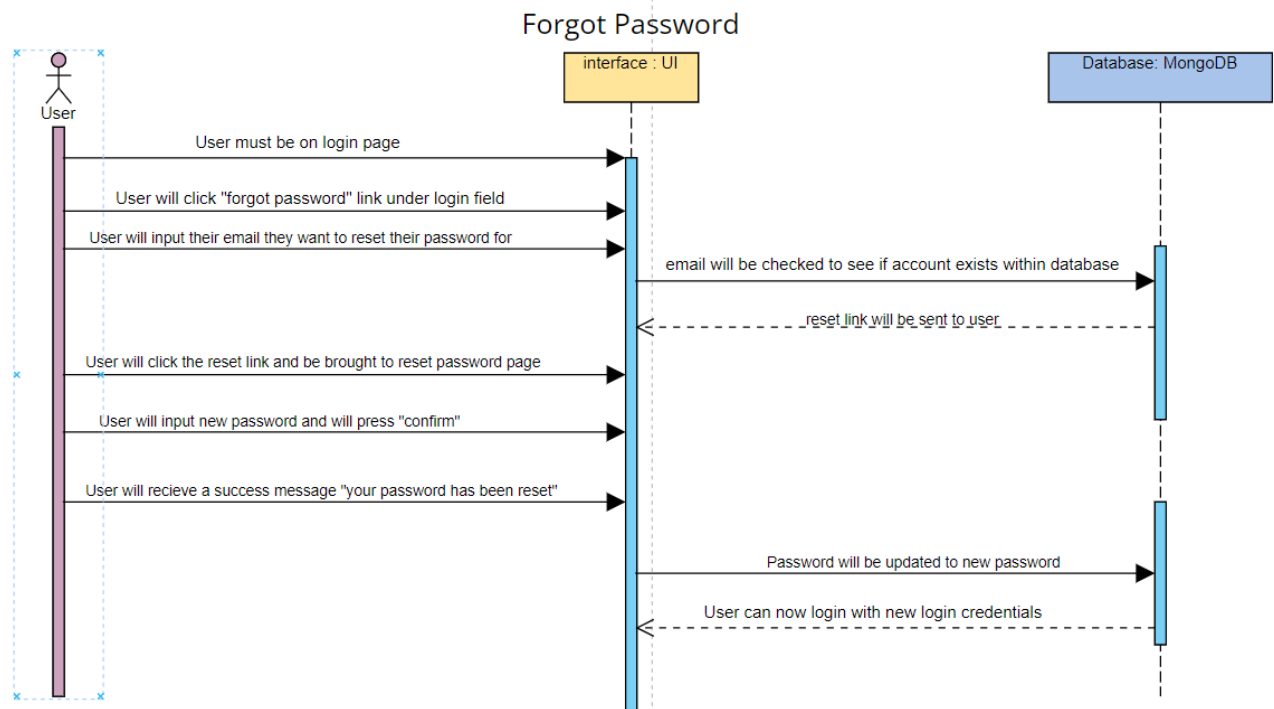 Forgot Password
interface : UI
Database: MongoDB
User
User must be on login page
User will click "forgot password" link under login field
User will input their email they want to reset their password for
email will be checked to see if account exists within database
reset link will be sent to user
User will click the reset link and be brought to reset password page
User will input new password and will press "confirm"
User will recieve a success message "your password has been reset"
Password will be updated to new password
User can now login with new login credentials